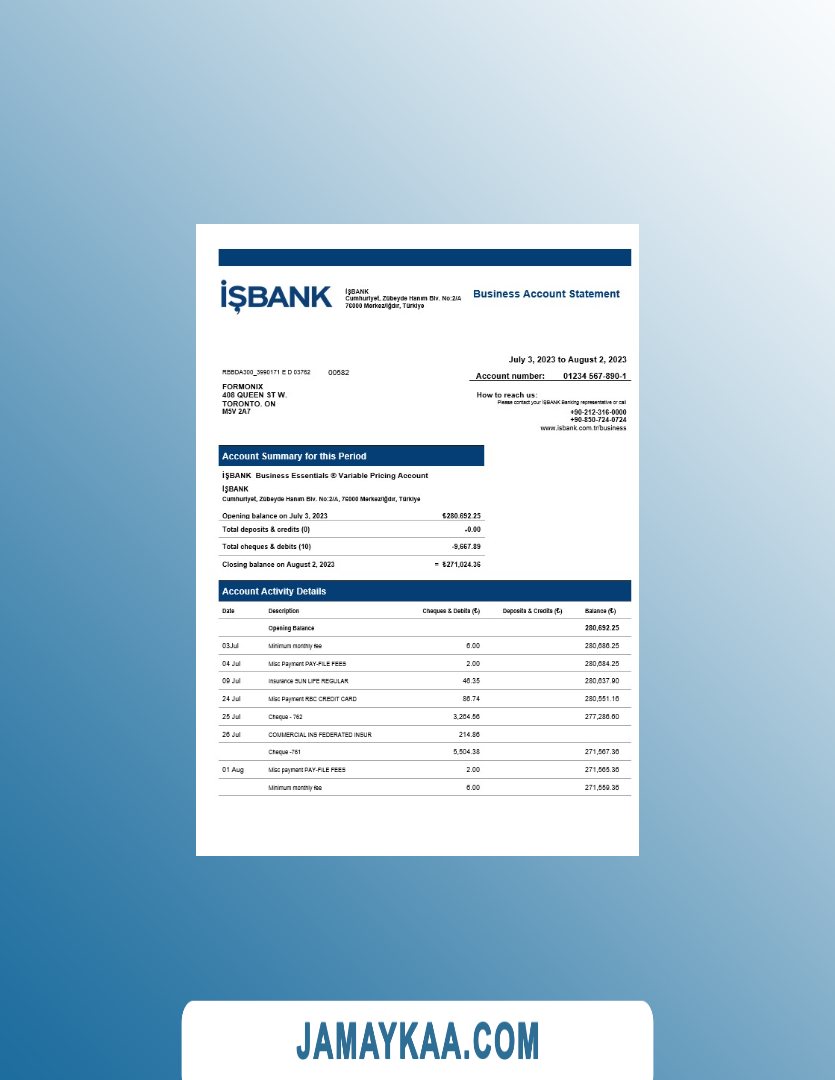 İŞBANK
İŞBANK
Cumhuriyet, Zübeyde Hanım Blv. No:2/A
76000 Merkez/Iğdır, Türkiye
Business Account Statement
July 3, 2023 to August 2, 2023
RBBDA300_3990171 E D 03762 00582
Account number: 01234 567-890-1
FORMONIX
408 QUEEN ST W.
TORONTO. ON
M5V 2A7
How to reach us:
Please contact your İŞBANK Banking representative or call
+90-212-316-0000
+90-850-724-0724
www.isbank.com.tr/business
Account Summary for this Period
İŞBANK Business Essentials ® Variable Pricing Account
İŞBANK
Cumhuriyet, Zübeyde Hanım Blv. No:2/A, 76000 Merkez/Iğdır, Türkiye
Opening balance on July 3, 2023 ₺280.692.25
Total deposits & credits (0) -0.00
Total cheques & debits (10) -9,667.89
Closing balance on August 2, 2023 = ₺271,024.36
Account Activity Details
Date Description Cheques & Debits (₺) Deposits & Credits (₺) Balance (₺)
Opening Balance 280,692.25
03Jul Minimum monthly fee 6.00 280,686.25
04 Jul Misc Payment PAY-FILE FEES 2.00 280,684.25
09 Jul Insurance SUN LIFE REGULAR 46.35 280,637.90
24 Jul Misc Payment RBC CREDIT CARD 86.74 280,551.16
25 Jul Cheque - 762 3,264.56 277,286.60
26 Jul COMMERCIAL INS FEDERATED INSUR 214.86
Cheque -761 5,504.38 271,567.36
01 Aug Misc payment PAY-FILE FEES 2.00 271,565.36
Minimum monthly fee 6.00 271,559.36
JAMAYKAA.COM